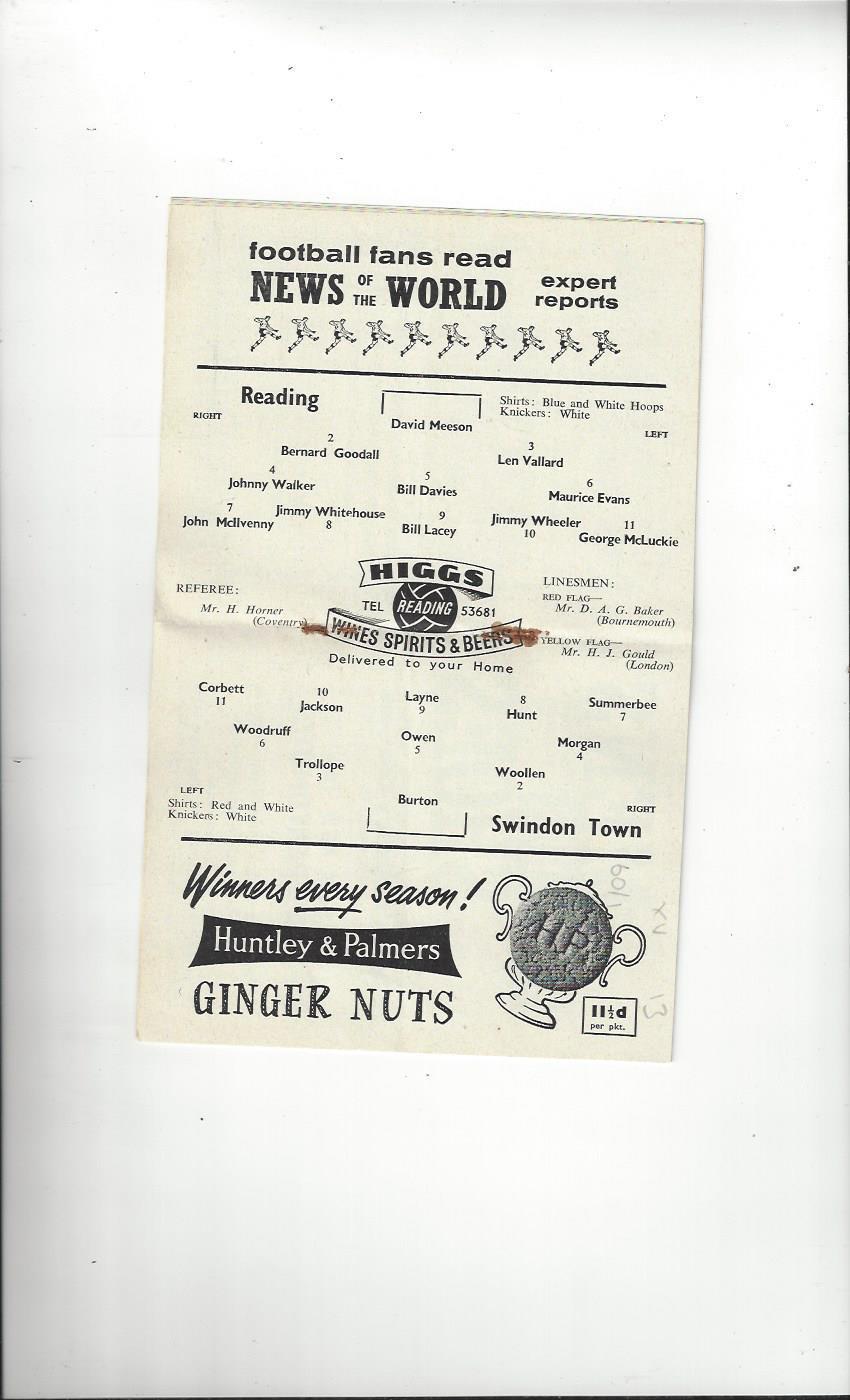 football fans read
NEWS OF THE WORLD expert reports
Reading
Shirts: Blue and White Hoops
Knickers: White
RIGHT
David Meeson
LEFT
2
Bernard Goodall
3
Len Vallard
4
Johnny Walker
5
Bill Davies
6
Maurice Evans
7
John McIlvenny
Jimmy Whitehouse
8
9
Bill Lacey
Jimmy Wheeler
10
11
George McLuckie
HIGGS
READING
TEL 53681
WINES SPIRITS & BEERS
Delivered to your Home
REFEREE:
Mr. H. Horner
(Coventry)
LINESMEN:
RED FLAG—
Mr. D. A. G. Baker
(Bournemouth)
YELLOW FLAG—
Mr. H. J. Gould
(London)
Corbett
11
10
Jackson
Layne
9
8
Hunt
Summerbee
7
Woodruff
6
Owen
5
Morgan
4
Trollope
3
Woollen
2
LEFT
Shirts: Red and White
Knickers: White
Burton
RIGHT
Swindon Town
Winners every season!
Huntley & Palmers
GINGER NUTS
HP
11½d
per pkt.